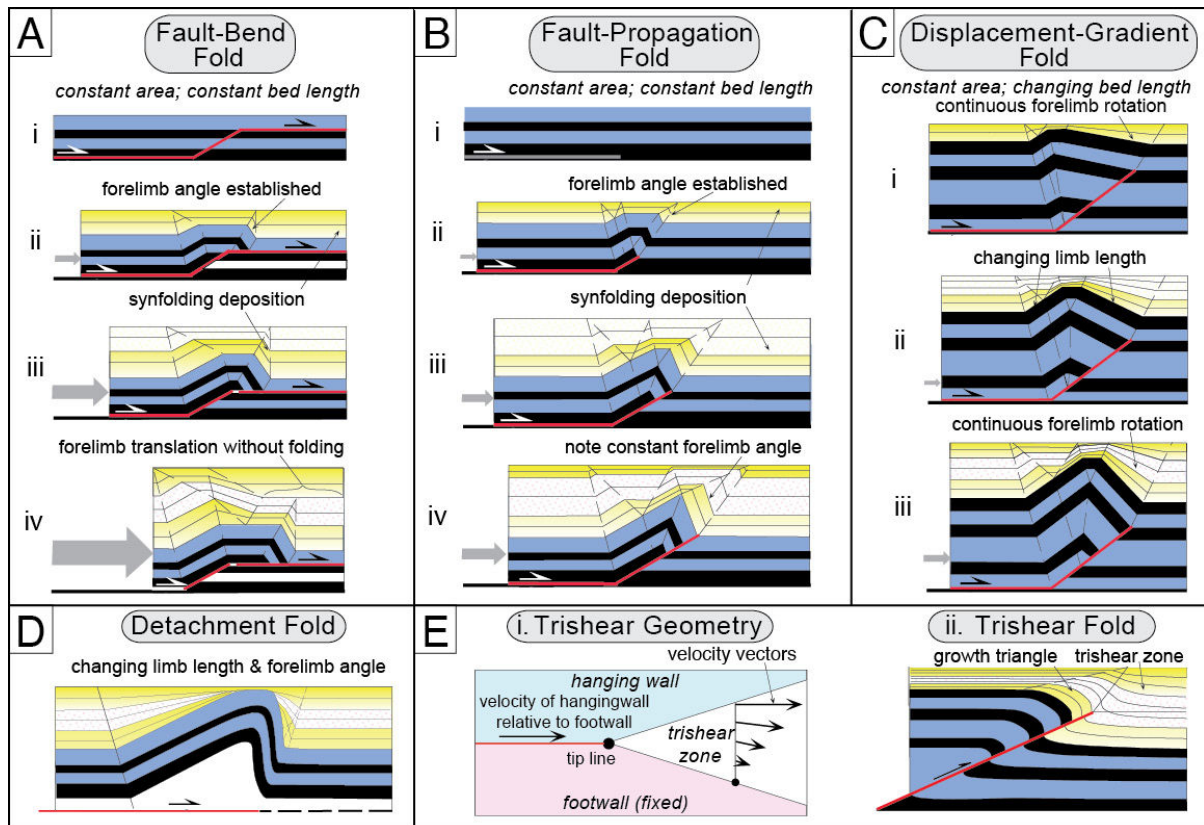 A
Fault-Bend
Fold
constant area; constant bed length
i
forelimb angle established
ii
synfolding deposition
iii
forelimb translation without folding
iv
B
Fault-Propagation
Fold
constant area; constant bed length
i
forelimb angle established
ii
synfolding deposition
iii
note constant forelimb angle
iv
C
Displacement-Gradient
Fold
constant area; changing bed length
continuous forelimb rotation
i
changing limb length
ii
continuous forelimb rotation
iii
D
Detachment Fold
changing limb length & forelimb angle
E
i. Trishear Geometry
velocity vectors
hanging wall
velocity of hangingwall
relative to footwall
trishear
zone
tip line
footwall (fixed)
ii. Trishear Fold
growth triangle
trishear zone